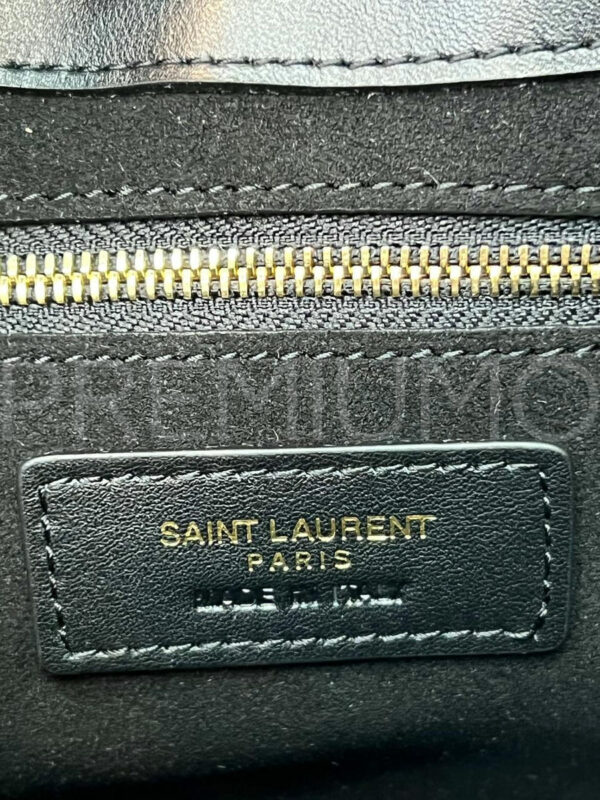 PREMIUMO
SAINT LAURENT
PARIS
MADE IN ITALY